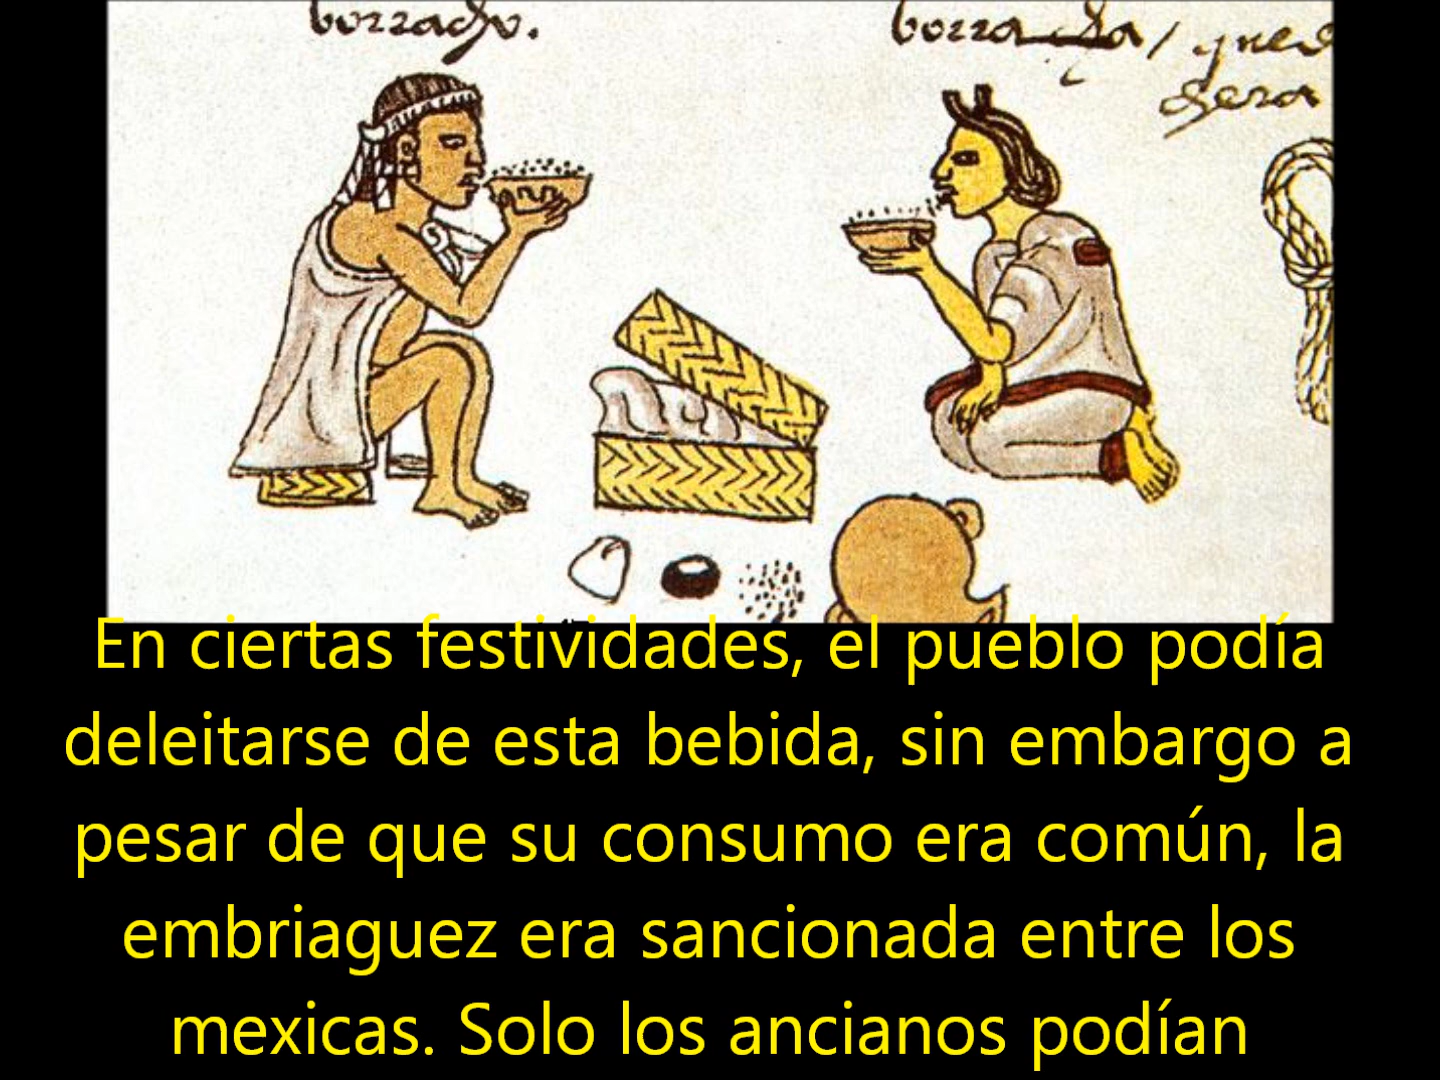 borracho.
borracha /
En ciertas festividades, el pueblo podía
deleitarse de esta bebida, sin embargo a
pesar de que su consumo era común, la
embriaguez era sancionada entre los
mexicas. Solo los ancianos podían